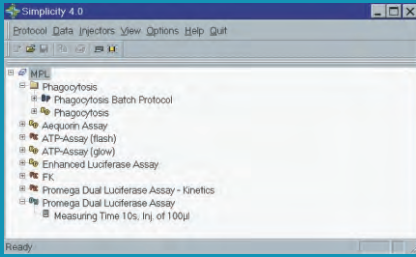 Simplicity 4.0
Protocol Data Injectors View Options Help Quit
MPL
Phagocytosis
Phagocytosis Batch Protocol
Phagocytosis
Aequorin Assay
ATP-Assay (flash)
ATP-Assay (glow)
Enhanced Luciferase Assay
FK
Promega Dual Luciferase Assay - Kinetics
Promega Dual Luciferase Assay
Measuring Time 10s, Inj. of 100µl
Ready